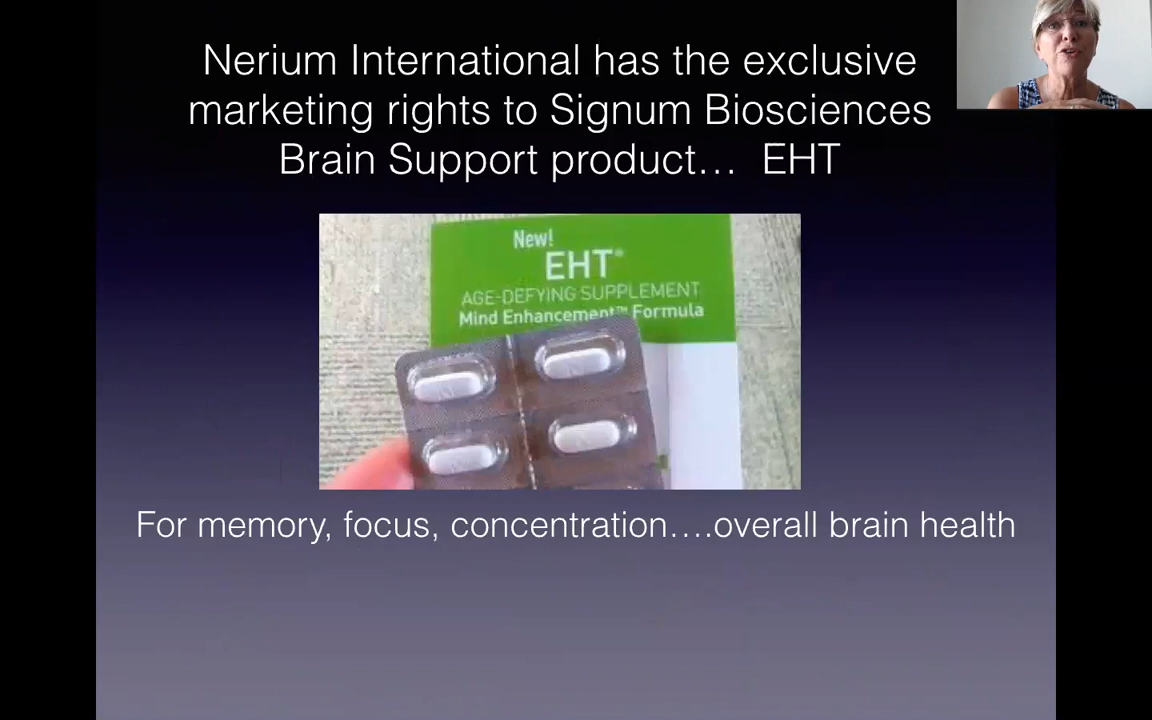 Nerium International has the exclusive
marketing rights to Signum Biosciences
Brain Support product... EHT
New!
EHT®
AGE-DEFYING SUPPLEMENT
Mind Enhancement™ Formula
For memory, focus, concentration....overall brain health